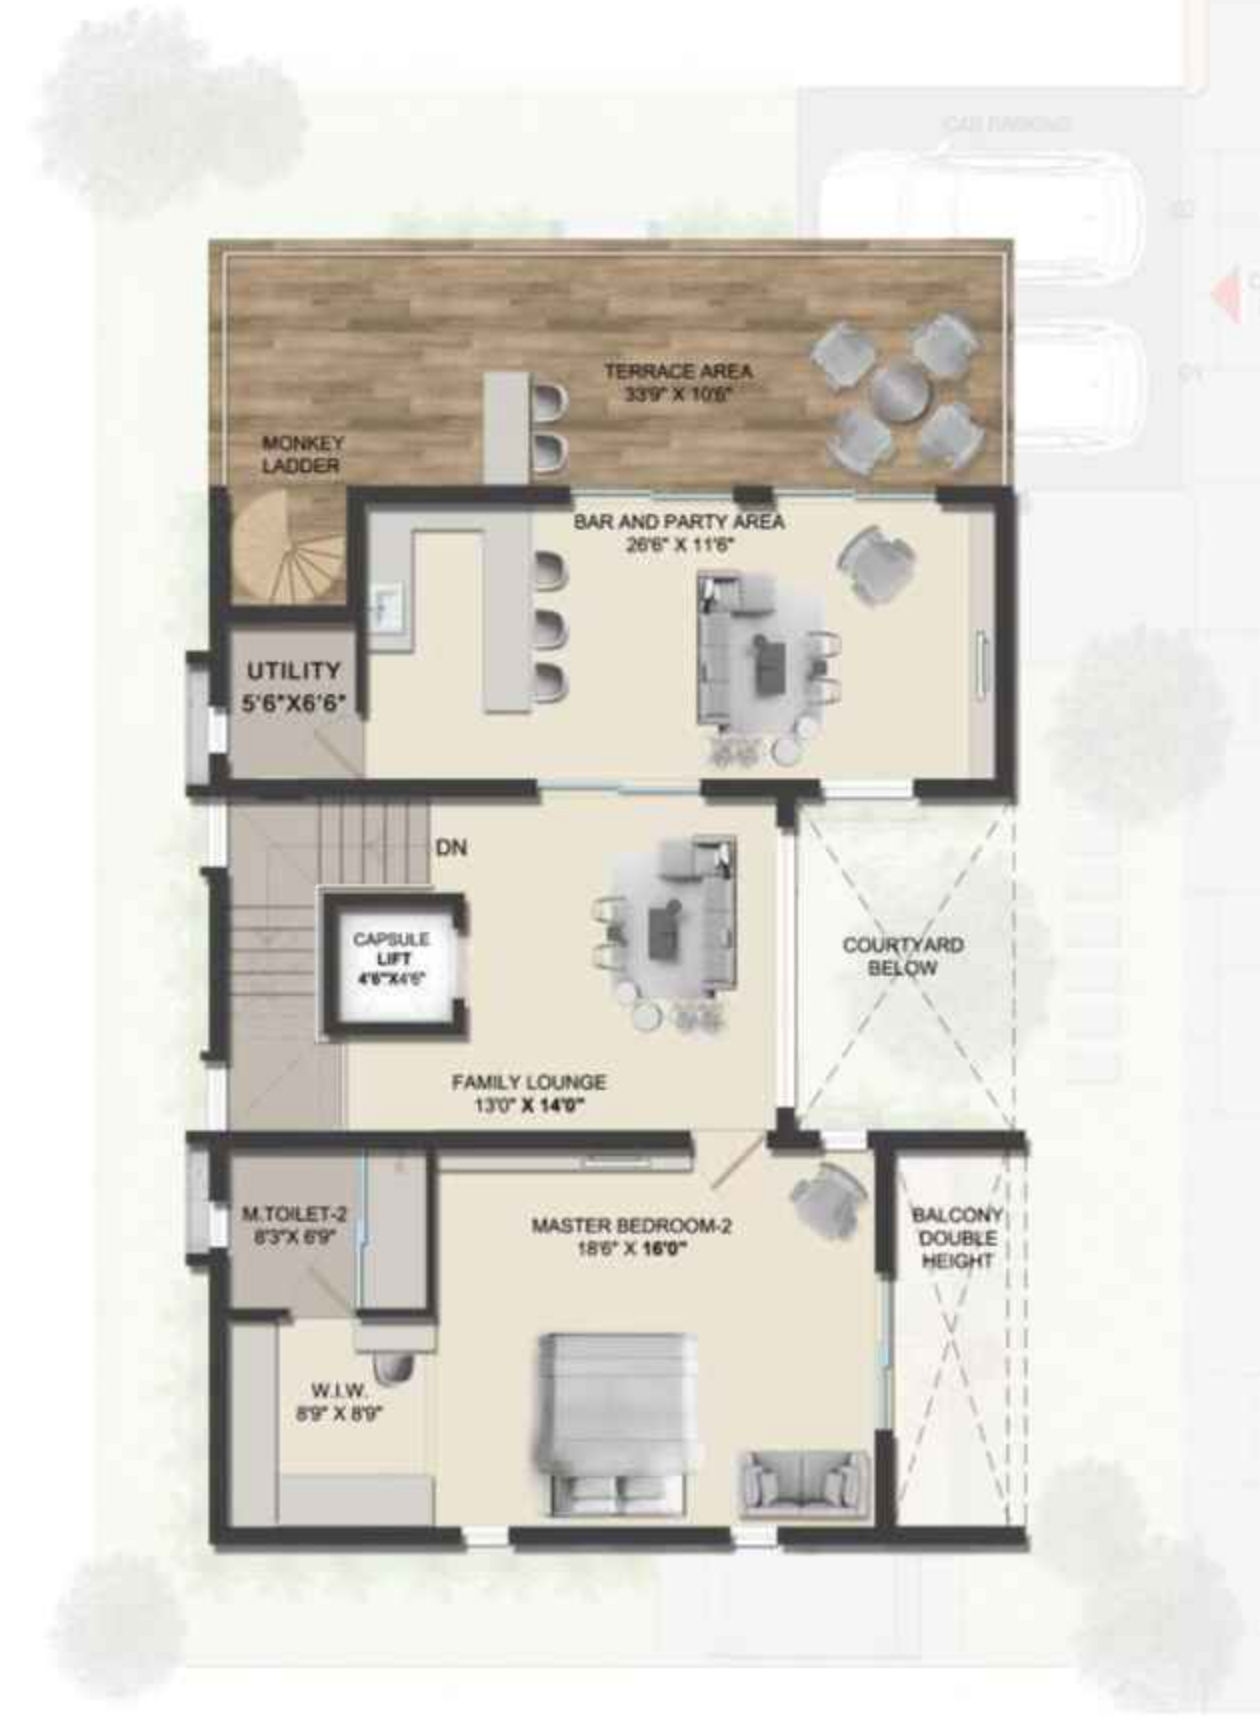 CAR PARKING
TERRACE AREA
33'9" X 10'6"
MONKEY
LADDER
BAR AND PARTY AREA
26'6" X 11'6"
UTILITY
5'6"X6'6"
DN
CAPSULE
LIFT
4'6"X4'6"
COURTYARD
BELOW
FAMILY LOUNGE
13'0" X 14'0"
M.TOILET-2
8'3"X 6'9"
MASTER BEDROOM-2
18'6" X 16'0"
BALCONY
DOUBLE
HEIGHT
W.I.W.
8'9" X 8'9"